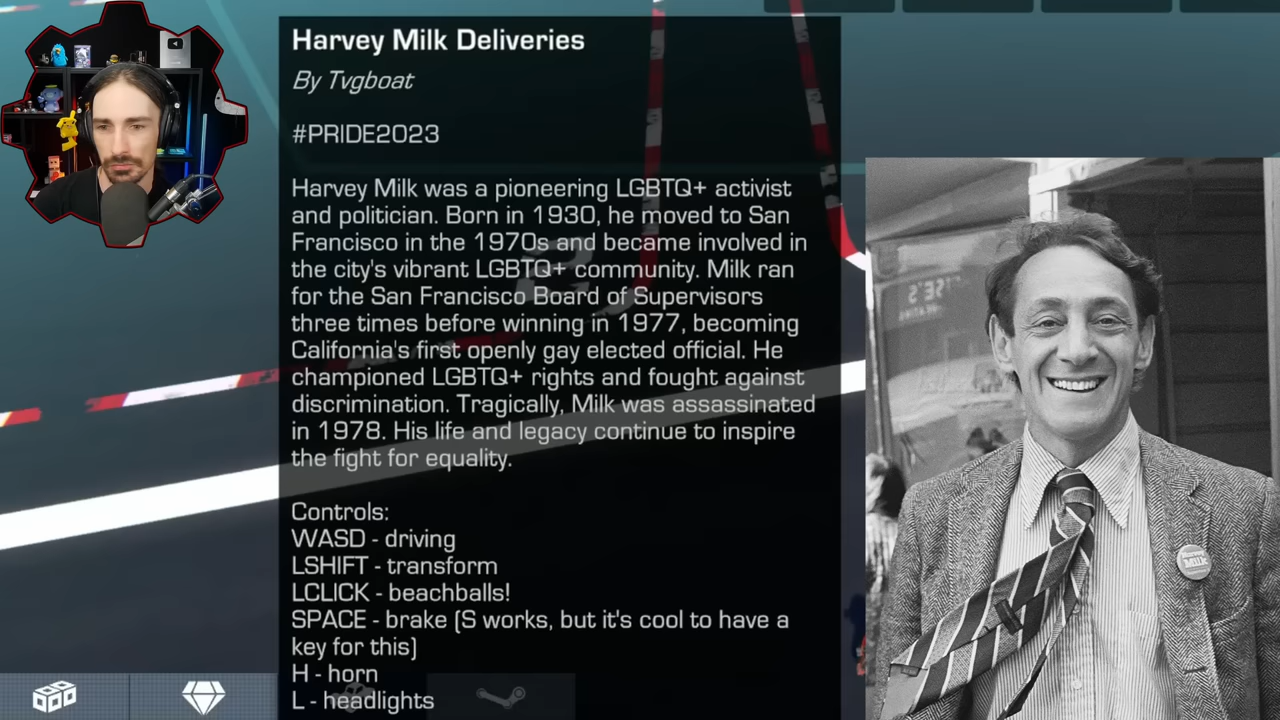 Harvey Milk Deliveries
By Tvgboat
#PRIDE2023
Harvey Milk was a pioneering LGBTQ+ activist
and politician. Born in 1930, he moved to San
Francisco in the 1970s and became involved in
the city's vibrant LGBTQ+ community. Milk ran
for the San Francisco Board of Supervisors
three times before winning in 1977, becoming
California's first openly gay elected official. He
championed LGBTQ+ rights and fought against
discrimination. Tragically, Milk was assassinated
in 1978. His life and legacy continue to inspire
the fight for equality.
Controls:
WASD - driving
LSHIFT - transform
LCLICK - beachballs!
SPACE - brake (S works, but it's cool to have a
key for this)
H - horn
L - headlights
MILK